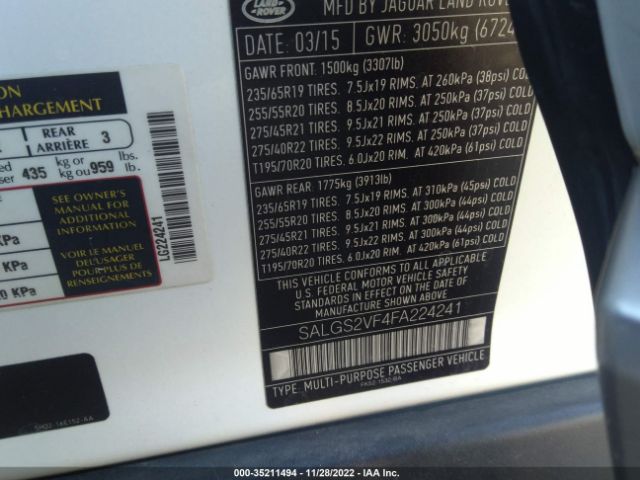 LAND-
ROVER
MFD BY JAGUAR LAND ROVER
DATE: 03/15 GWR: 3050kg (6724
GAWR FRONT: 1500kg (3307lb)
235/65R19 TIRES. 7.5Jx19 RIMS. AT 260kPa (38psi) COLD
255/55R20 TIRES. 8.5Jx20 RIMS. AT 250kPa (37psi) COLD
275/45R21 TIRES. 9.5Jx21 RIMS. AT 250kPa (37psi) COLD
275/40R22 TIRES. 9.5Jx22 RIMS. AT 250kPa (37psi) COLD
T195/70R20 TIRES. 6.0Jx20 RIM. AT 420kPa (61psi) COLD
GAWR REAR: 1775kg (3913lb)
235/65R19 TIRES. 7.5Jx19 RIMS. AT 310kPa (45psi) COLD
255/55R20 TIRES. 8.5Jx20 RIMS. AT 300kPa (44psi) COLD
275/45R21 TIRES. 9.5Jx21 RIMS. AT 300kPa (44psi) COLD
275/40R22 TIRES. 9.5Jx22 RIMS. AT 300kPa (44psi) COLD
T195/70R20 TIRES. 6.0Jx20 RIM. AT 420kPa (61psi) COLD
THIS VEHICLE CONFORMS TO ALL APPLICABLE
U.S. FEDERAL MOTOR VEHICLE SAFETY
STANDARDS IN EFFECT ON THE DATE OF
MANUFACTURE SHOWN ABOVE.
SALGS2VF4FA224241
TYPE: MULTI-PURPOSE PASSENGER VEHICLE
ION
HARGEMENT
REAR
ARRIÈRE 3
435 kg or
kg ou 959 lbs.
lb.
SEE OWNER'S
MANUAL FOR
ADDITIONAL
INFORMATION
VOIR LE MANUEL
DE L'USAGER
POUR PLUS DE
RENSEIGNEMENTS
KPa
KPa
0 KPa
LG224241
000-35211494 - 11/28/2022 - IAA Inc.